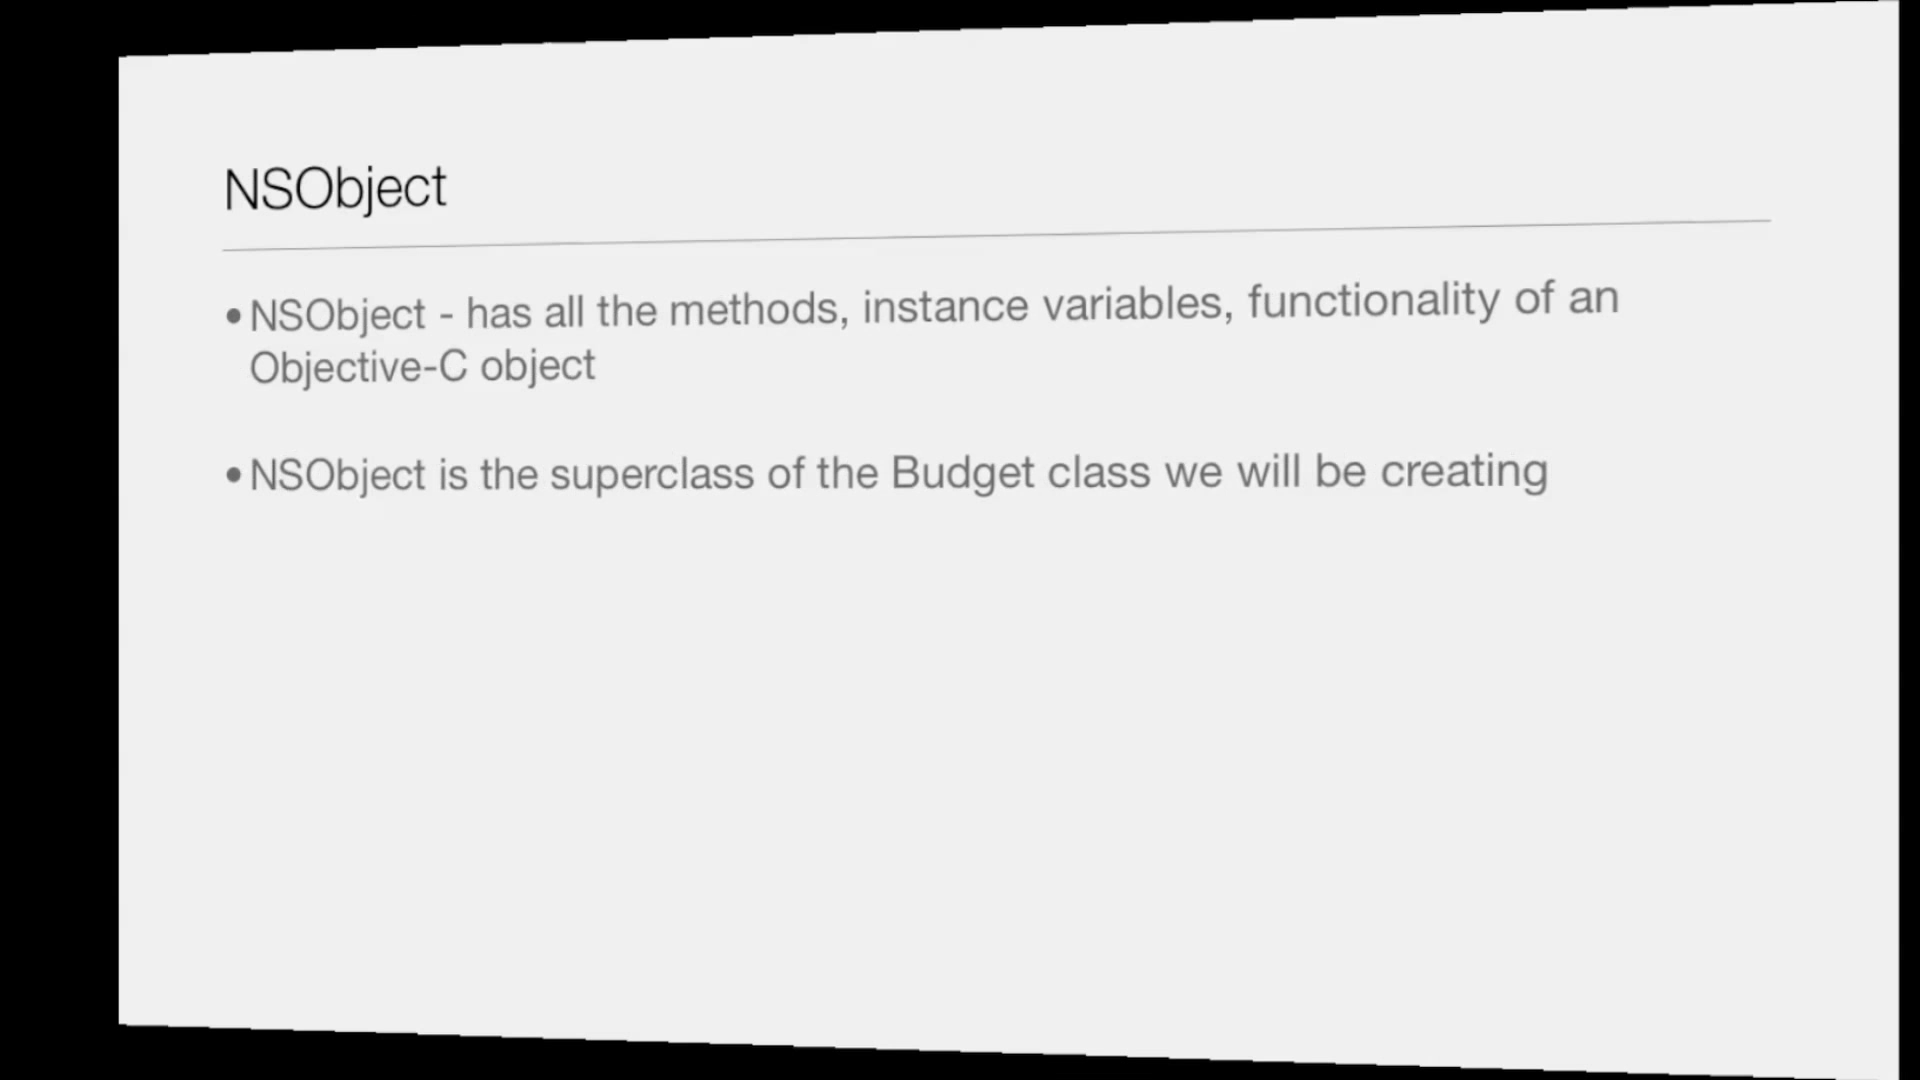 NSObject
•NSObject - has all the methods, instance variables, functionality of an
Objective-C object
•NSObject is the superclass of the Budget class we will be creating